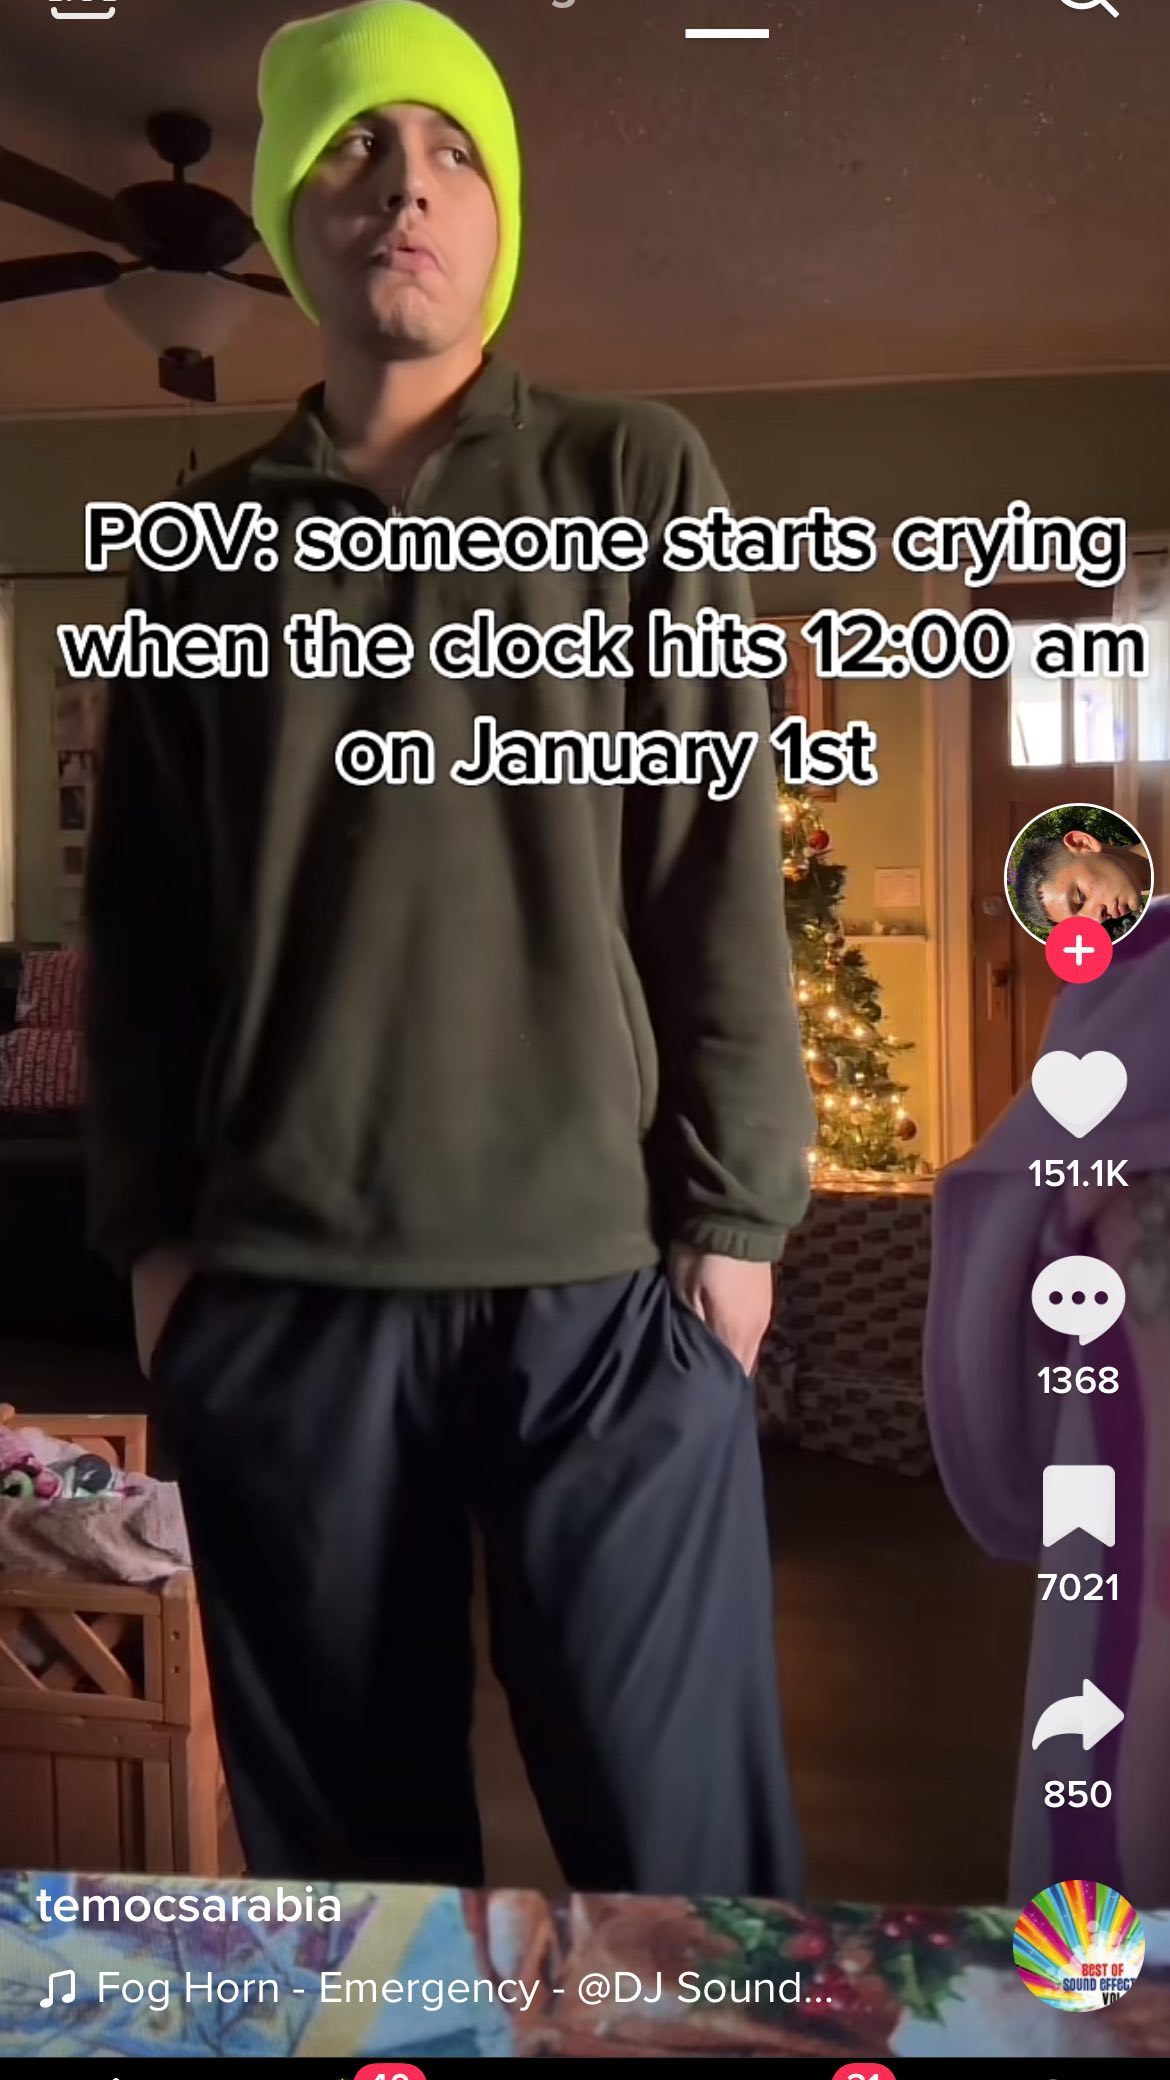 POV: someone starts crying
when the clock hits 12:00 am
on January 1st
151.1K
1368
7021
850
temocsarabia
Fog Horn - Emergency - @DJ Sound...
BEST OF
SOUND EFFECT